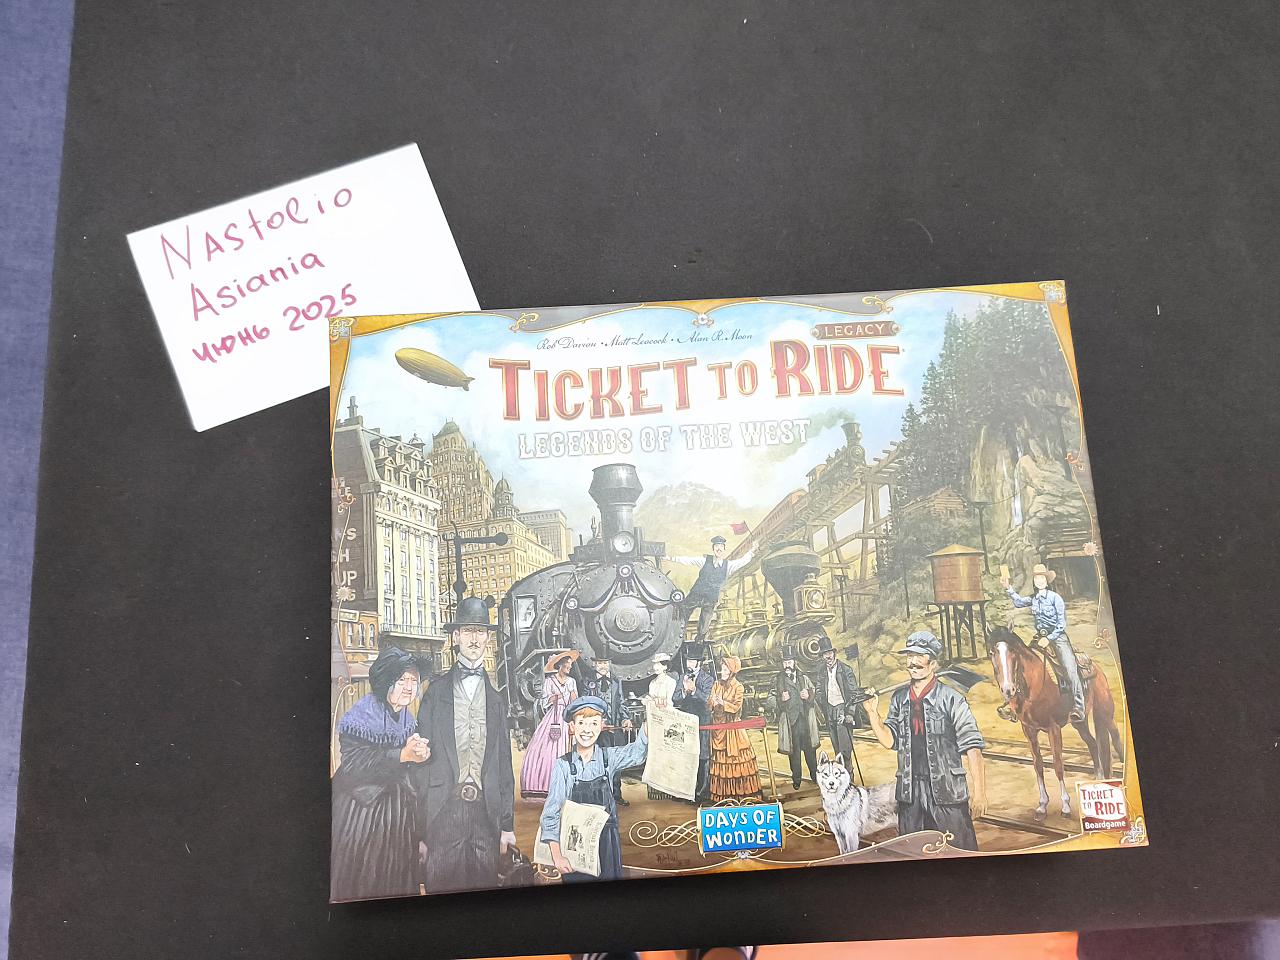 Nastolio
Asiania
июнь 2025
Rob Daviau • Matt Leacock • Alan R. Moon
LEGACY
TICKET TO RIDE
LEGENDS OF THE WEST
DAYS OF WONDER
TICKET TO RIDE
Boardgame